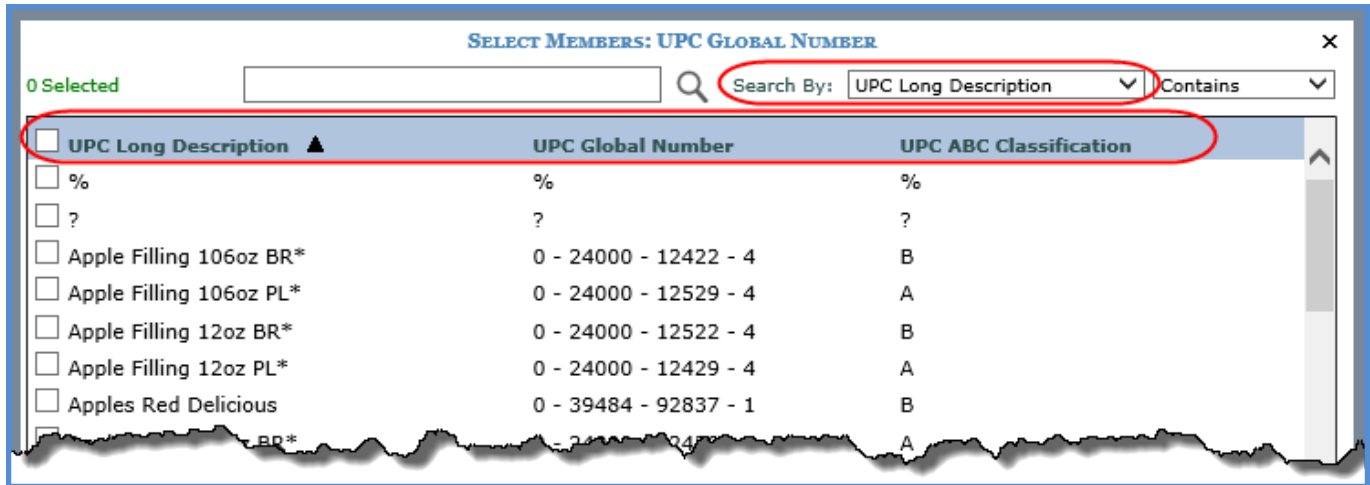 SELECT MEMBERS: UPC GLOBAL NUMBER
0 Selected Search By: UPC Long Description Contains
UPC Long Description ▲ UPC Global Number UPC ABC Classification
% % %
? ? ?
Apple Filling 106oz BR* 0 - 24000 - 12422 - 4 B
Apple Filling 106oz PL* 0 - 24000 - 12529 - 4 A
Apple Filling 12oz BR* 0 - 24000 - 12522 - 4 B
Apple Filling 12oz PL* 0 - 24000 - 12429 - 4 A
Apples Red Delicious 0 - 39484 - 92837 - 1 B
BR* A